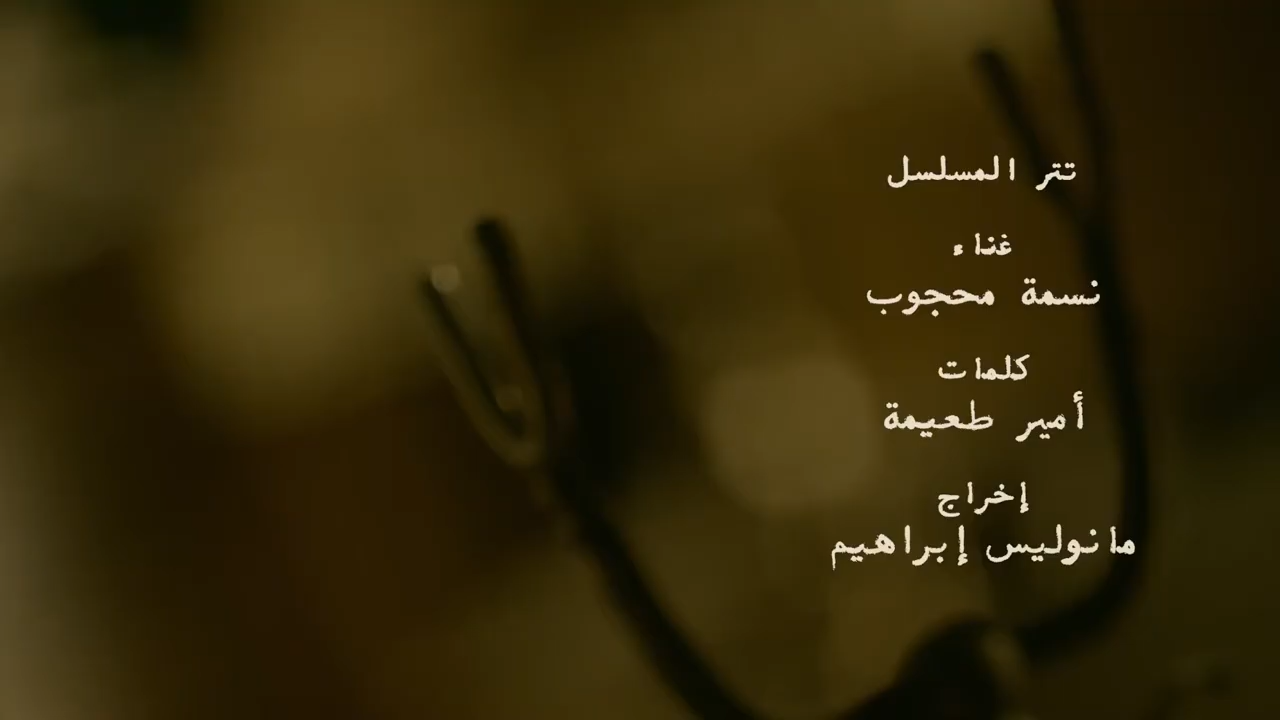 تتر المسلسل
غناء
نسمة محجوب
كلمات
أمير طعيمة
إخراج
مانوليس إبراهيم